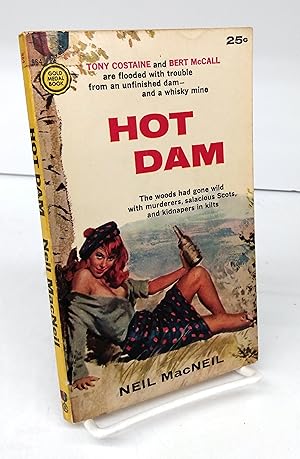 GOLD MEDAL BOOK
25¢
TONY COSTAINE and BERT McCALL
are flooded with trouble
from an unfinished dam—
and a whisky mine
HOT
DAM
The woods had gone wild
with murderers, salacious Scots,
and kidnapers in kilts
NEIL MacNEIL
HOT DAM Neil MacNeil